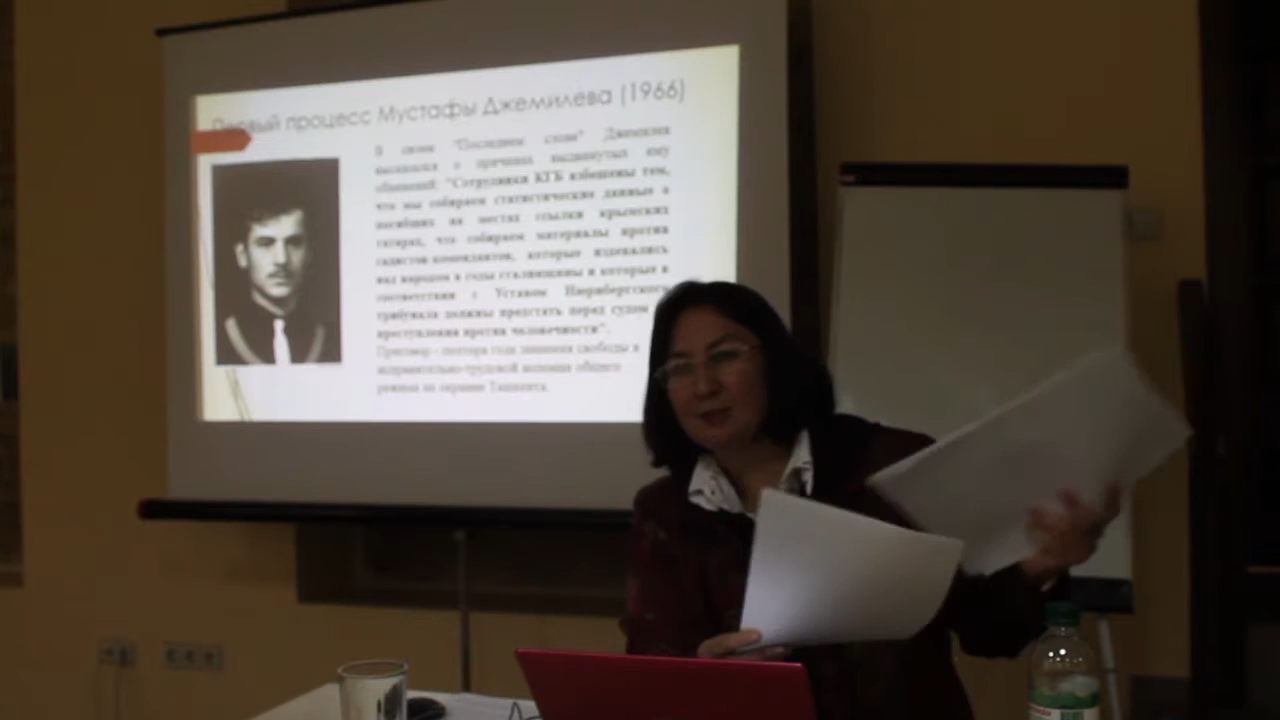 Первый процесс Мустафы Джемилева (1966)
В своем "Последнем слове" Джемилев
высказался о причинах выдвинутых ему
обвинений: "Сотрудники КГБ взбешены тем,
что мы собираем статистические данные о
погибших на местах ссылки крымских
татарах, что собираем материалы против
садистов-комендантов, которые издевались
над народом в годы сталинщины и которые в
соответствии с Уставом Нюрнбергского
трибунала должны предстать перед судом
преступления против человечности".
Приговор - полтора года лишения свободы в
исправительно-трудовой колонии общего
режима на окраине Ташкента.